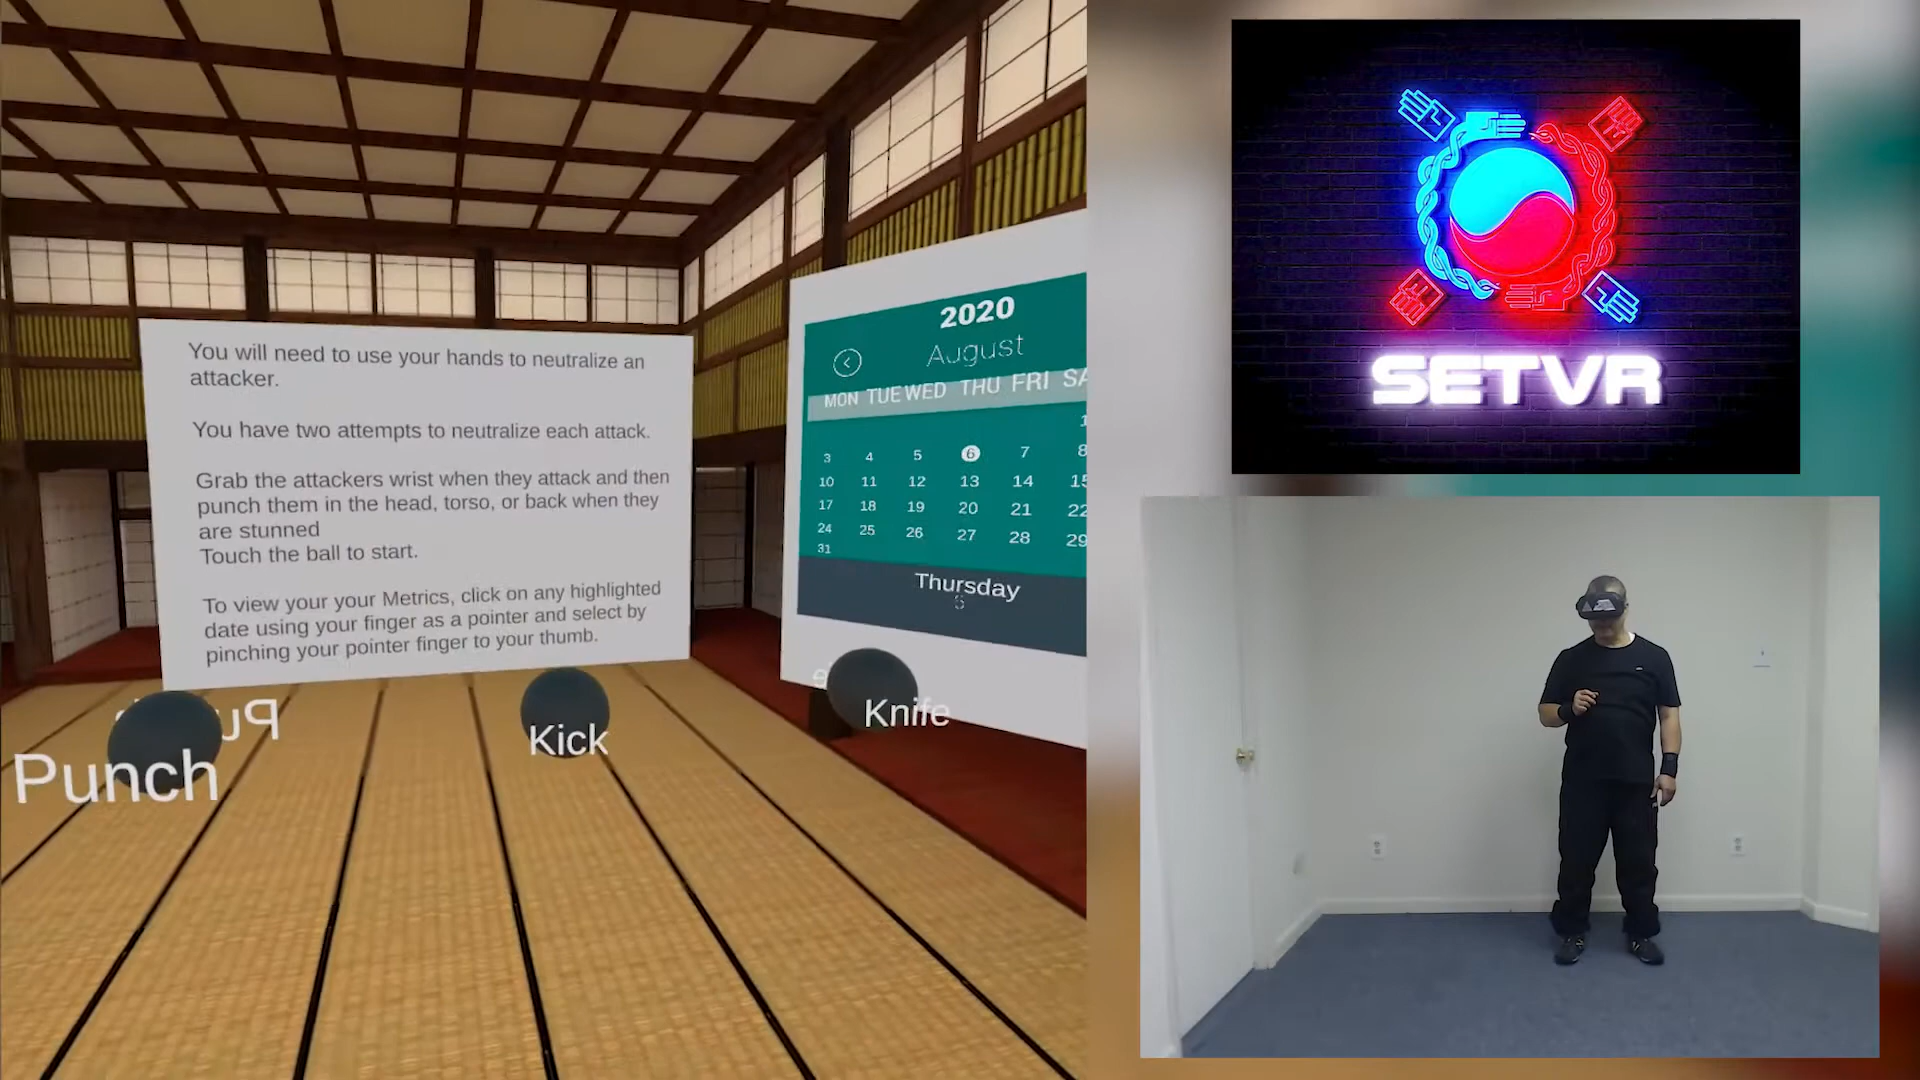 You will need to use your hands to neutralize an
attacker.
You have two attempts to neutralize each attack.
Grab the attackers wrist when they attack and then
punch them in the head, torso, or back when they
are stunned
Touch the ball to start.
To view your your Metrics, click on any highlighted
date using your finger as a pointer and select by
pinching your pointer finger to your thumb.
Punch
Kick
Knife
2020
August
MON TUE WED THU FRI SA
1
3 4 5 6 7 8
10 11 12 13 14 15
17 18 19 20 21 22
24 25 26 27 28 29
31
Thursday
6
SETVR